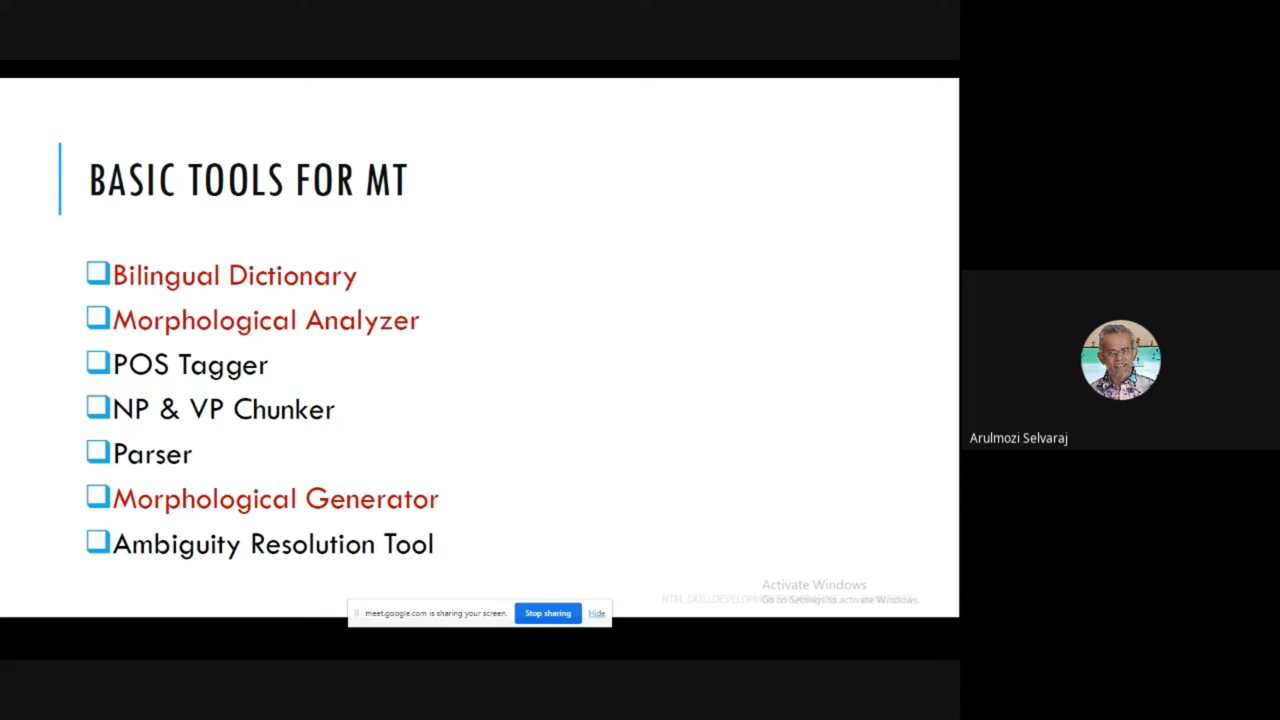 BASIC TOOLS FOR MT
Bilingual Dictionary
Morphological Analyzer
POS Tagger
NP & VP Chunker
Parser
Morphological Generator
Ambiguity Resolution Tool
Arulmozi Selvaraj
Activate Windows
Go to Settings to activate Windows.
meet.google.com is sharing your screen.
Stop sharing
Hide